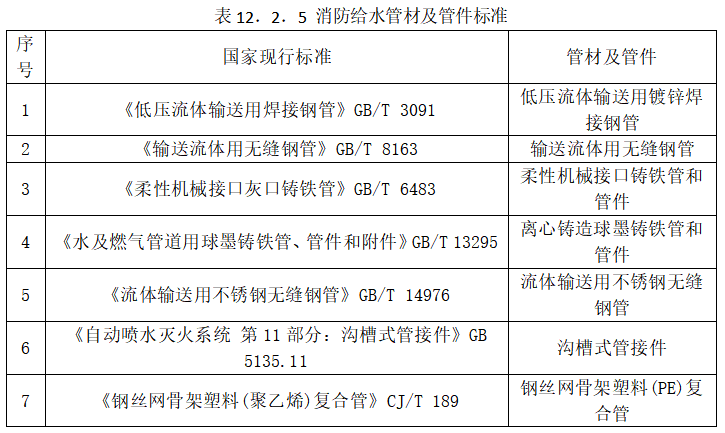 表 12．2．5 消防给水管材及管件标准
序
号
国家现行标准
管材及管件
1
《低压流体输送用焊接钢管》GB/T 3091
低压流体输送用镀锌焊
接钢管
2
《输送流体用无缝钢管》GB/T 8163
输送流体用无缝钢管
3
《柔性机械接口灰口铸铁管》GB/T 6483
柔性机械接口铸铁管和
管件
4
《水及燃气管道用球墨铸铁管、管件和附件》GB/T 13295
离心铸造球墨铸铁管和
管件
5
《流体输送用不锈钢无缝钢管》GB/T 14976
流体输送用不锈钢无缝
钢管
6
《自动喷水灭火系统 第 11 部分：沟槽式管接件》GB
5135.11
沟槽式管接件
7
《钢丝网骨架塑料(聚乙烯)复合管》CJ/T 189
钢丝网骨架塑料(PE)复
合管